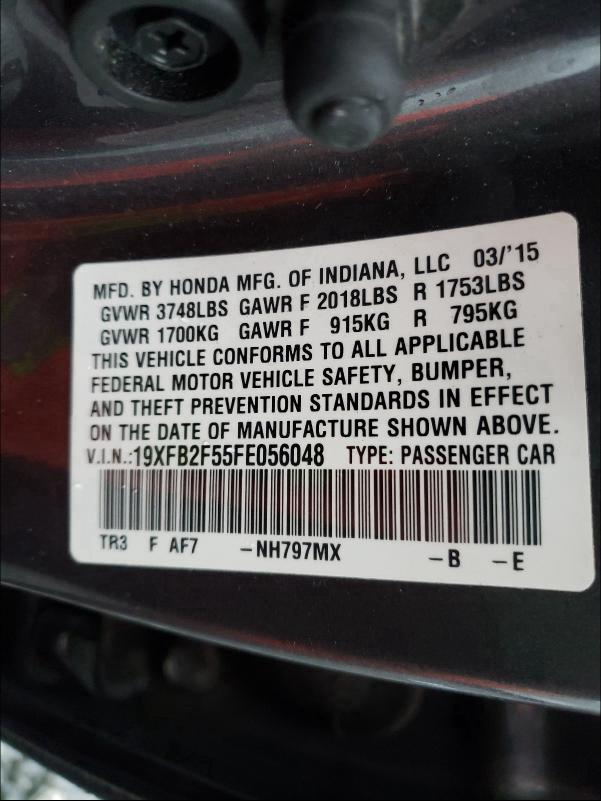 MFD. BY HONDA MFG. OF INDIANA, LLC 03/'15
GVWR 3748LBS GAWR F 2018LBS R 1753LBS
GVWR 1700KG GAWR F 915KG R 795KG
THIS VEHICLE CONFORMS TO ALL APPLICABLE
FEDERAL MOTOR VEHICLE SAFETY, BUMPER,
AND THEFT PREVENTION STANDARDS IN EFFECT
ON THE DATE OF MANUFACTURE SHOWN ABOVE.
V.I.N.:19XFB2F55FE056048 TYPE: PASSENGER CAR
TR3 F AF7 -NH797MX -B -E